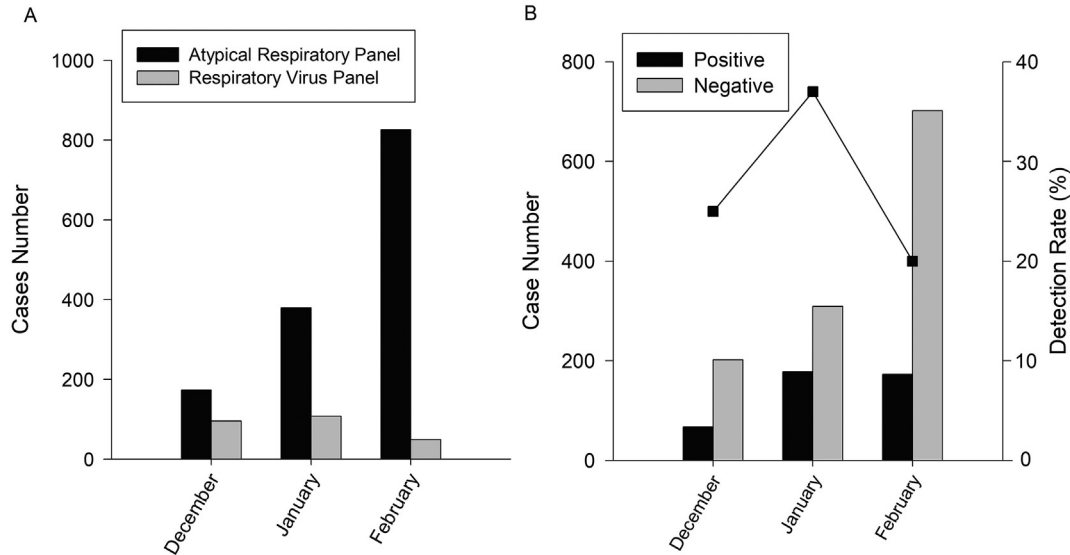 A
Atypical Respiratory Panel
Respiratory Virus Panel
1000
800
600
400
200
0
Cases Number
December
January
February
B
Positive
Negative
800
600
400
200
0
Case Number
40
30
20
10
0
Detection Rate (%)
December
January
February